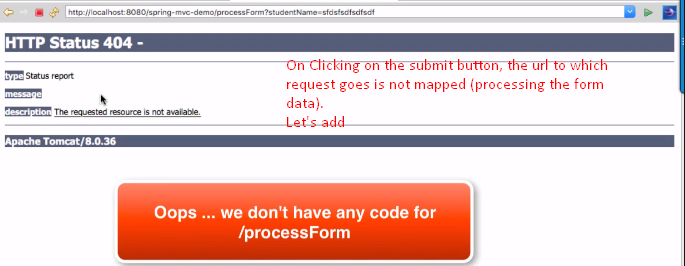 http://localhost:8080/spring-mvc-demo/processForm?studentName=sfdsfsdfsdfsdf
HTTP Status 404 -
type Status report
message
description The requested resource is not available.
Apache Tomcat/8.0.36
On Clicking on the submit button, the url to which
request goes is not mapped (processing the form
data).
Let's add
Oops ... we don't have any code for
/processForm